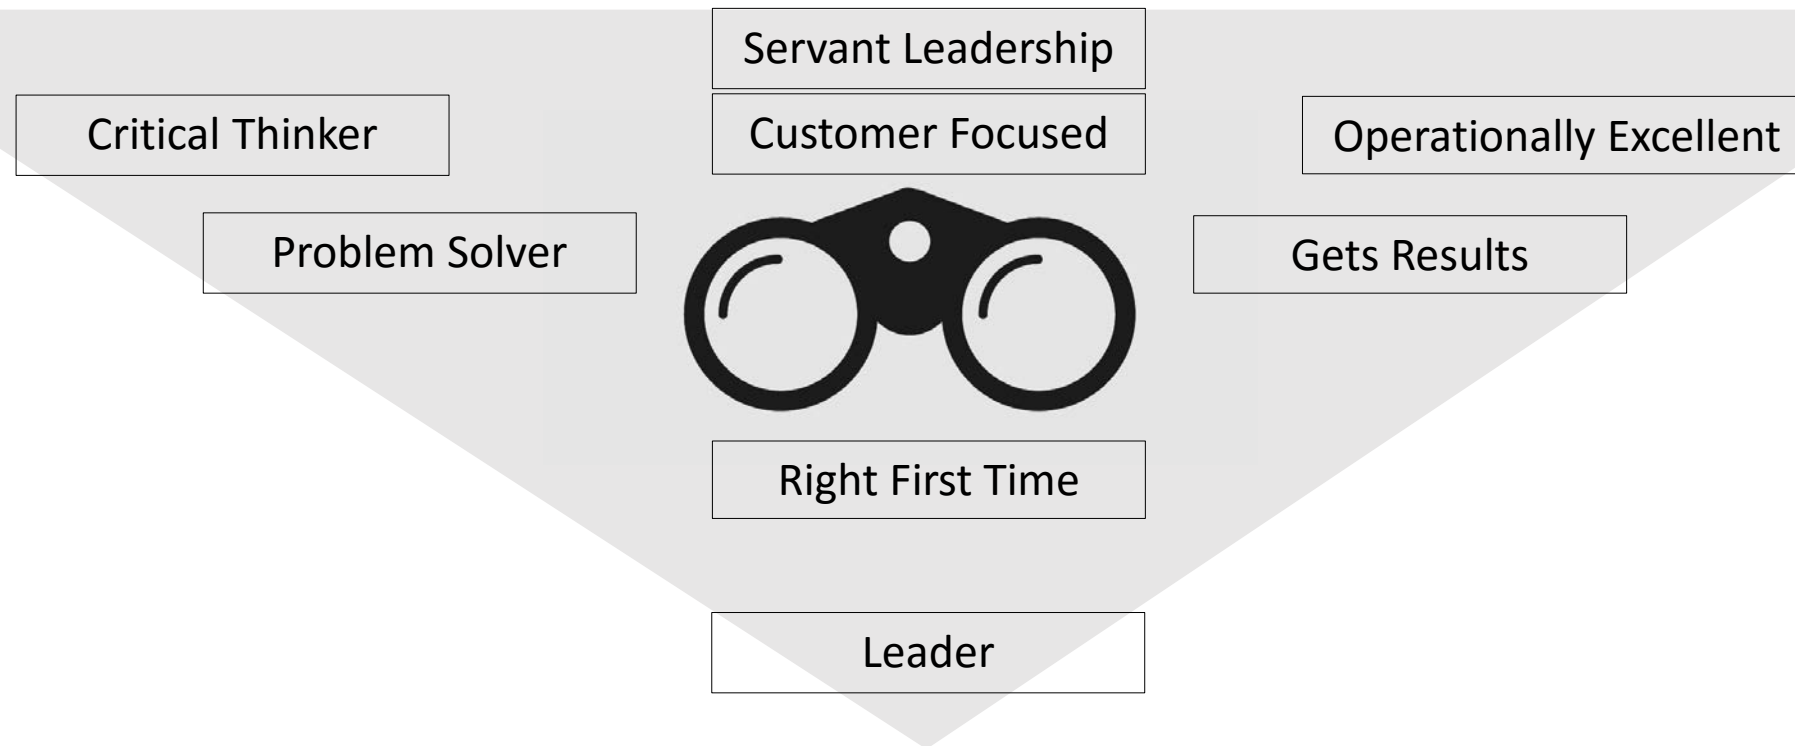 Servant Leadership
Critical Thinker
Customer Focused
Operationally Excellent
Problem Solver
Gets Results
Right First Time
Leader